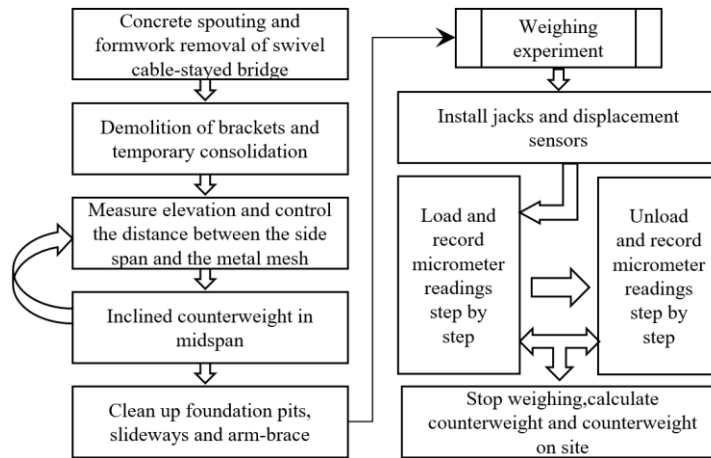 Concrete spouting and
formwork removal of swivel
cable-stayed bridge
Demolition of brackets and
temporary consolidation
Measure elevation and control
the distance between the side
span and the metal mesh
Inclined counterweight in
midspan
Clean up foundation pits,
slideways and arm-brace
Weighing
experiment
Install jacks and displacement
sensors
Load and
record
micrometer
readings
step by
step
Unload
and record
micrometer
readings
step by
step
Stop weighing,calculate
counterweight and counterweight
on site